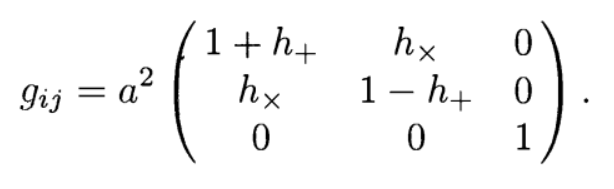 g_{ij} = a^2 \begin{pmatrix} 1 + h_+ & h_\times & 0 \\ h_\times & 1 - h_+ & 0 \\ 0 & 0 & 1 \end{pmatrix}.